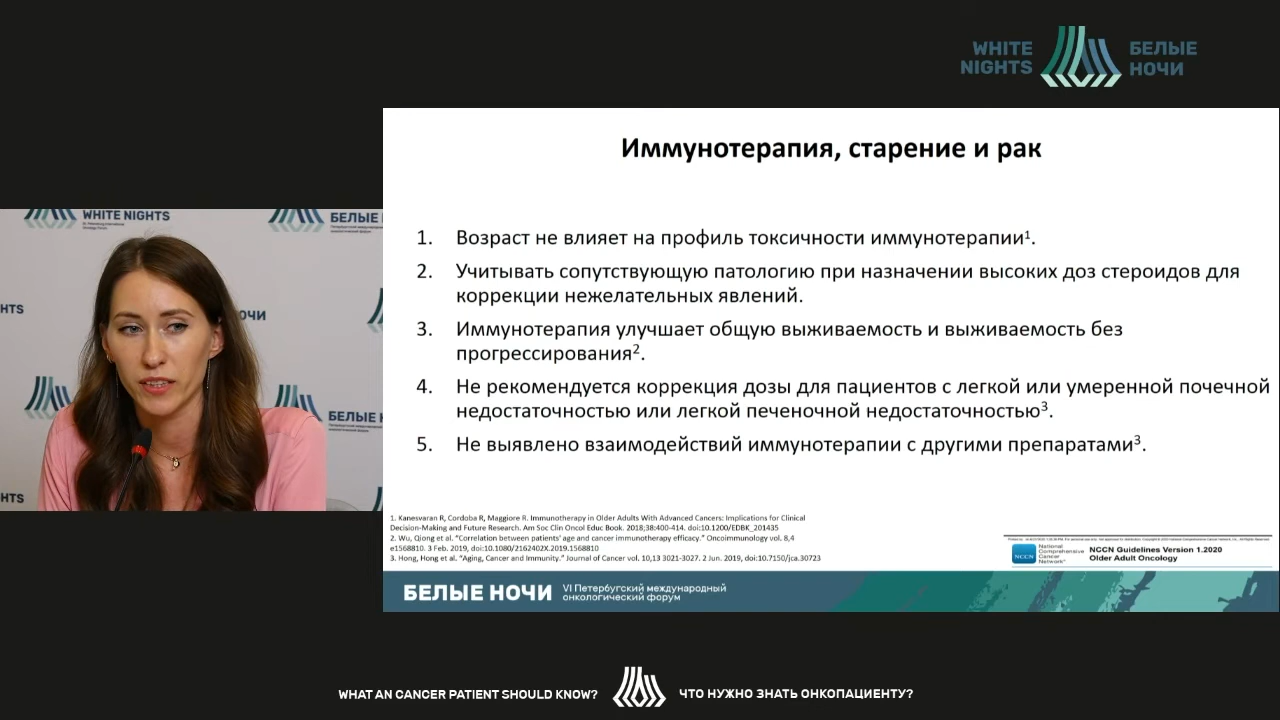 WHITE
NIGHTS
БЕЛЫЕ
НОЧИ
WHITE NIGHTS
БЕЛЫЕ
НОЧИ
NTS
БЕЛЫЕ Н
NTS
Иммунотерапия, старение и рак
1. Возраст не влияет на профиль токсичности иммунотерапии¹.
2. Учитывать сопутствующую патологию при назначении высоких доз стероидов для
коррекции нежелательных явлений.
3. Иммунотерапия улучшает общую выживаемость и выживаемость без
прогрессирования².
4. Не рекомендуется коррекция дозы для пациентов с легкой или умеренной почечной
недостаточностью или легкой печеночной недостаточностью³.
5. Не выявлено взаимодействий иммунотерапии с другими препаратами³.
1. Kanesvaran R, Cordoba R, Maggiore R. Immunotherapy in Older Adults With Advanced Cancers: Implications for Clinical
Decision-Making and Future Research. Am Soc Clin Oncol Educ Book. 2018;38:400-414. doi:10.1200/EDBK_201435
2. Wu, Qiong et al. "Correlation between patients' age and cancer immunotherapy efficacy." Oncoimmunology vol. 8,4
e1568810. 3 Feb. 2019, doi:10.1080/2162402X.2019.1568810
3. Hong, Hong et al. "Aging, Cancer and Immunity." Journal of Cancer vol. 10,13 3021-3027. 2 Jun. 2019, doi:10.7150/jca.30723
NCCN
National
Comprehensive
Cancer
Network®
NCCN Guidelines Version 1.2020
Older Adult Oncology
БЕЛЫЕ НОЧИ
VI Петербугский международный
онкологический форум
WHAT AN CANCER PATIENT SHOULD KNOW?
ЧТО НУЖНО ЗНАТЬ ОНКОПАЦИЕНТУ?